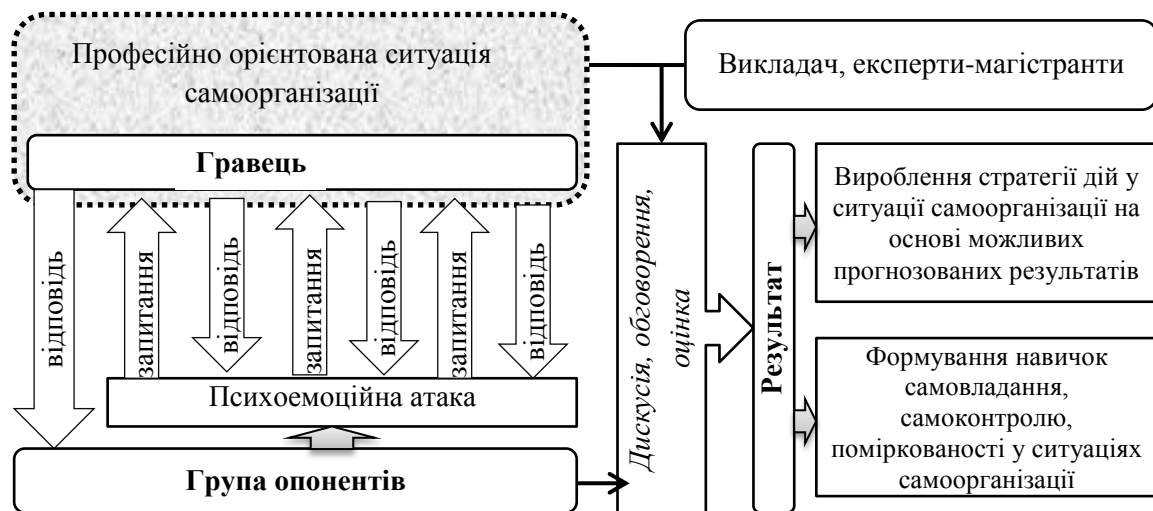 Професійно орієнтована ситуація
самоорганізації
Викладач, експерти-магістранти
Гравець
відповідь
запитання
відповідь
запитання
відповідь
запитання
відповідь
Психоемоційна атака
Група опонентів
Дискусія, обговорення,
оцінка
Результат
Вироблення стратегії дій у
ситуації самоорганізації на
основі можливих
прогнозованих результатів
Формування навичок
самовладання,
самоконтролю,
поміркованості у ситуаціях
самоорганізації